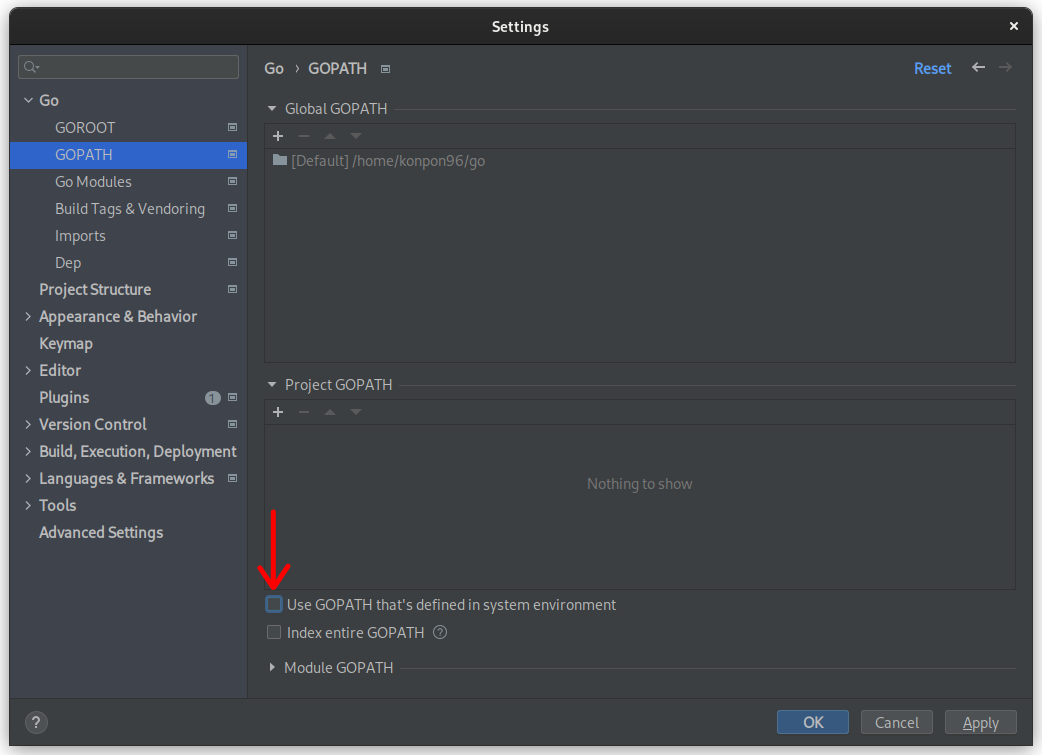 Settings
Go › GOPATH
Reset
Go
GOROOT
GOPATH
Go Modules
Build Tags & Vendoring
Imports
Dep
Project Structure
Appearance & Behavior
Keymap
Editor
Plugins 1
Version Control
Build, Execution, Deployment
Languages & Frameworks
Tools
Advanced Settings
Global GOPATH
[Default] /home/konpon96/go
Project GOPATH
Nothing to show
Use GOPATH that's defined in system environment
Index entire GOPATH ?
Module GOPATH
?
OK
Cancel
Apply